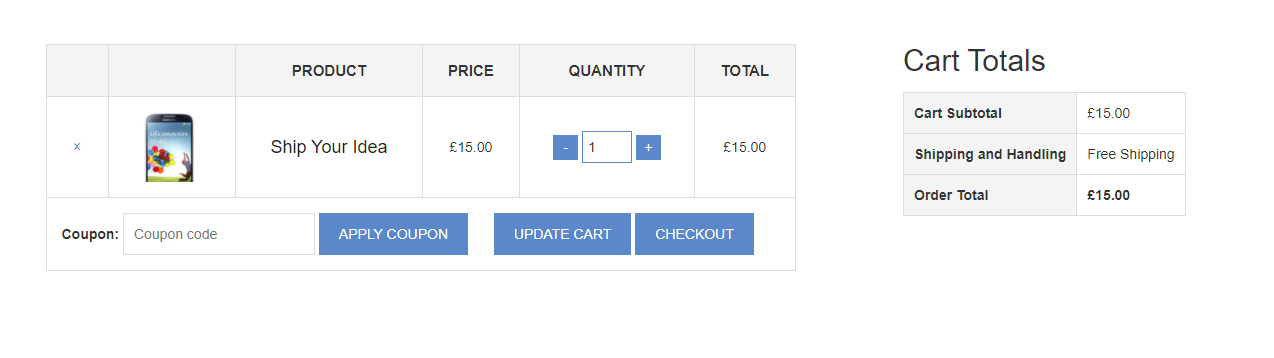 PRODUCT PRICE QUANTITY TOTAL
× Ship Your Idea £15.00 - 1 + £15.00
Coupon: Coupon code APPLY COUPON UPDATE CART CHECKOUT
Cart Totals
Cart Subtotal £15.00
Shipping and Handling Free Shipping
Order Total £15.00